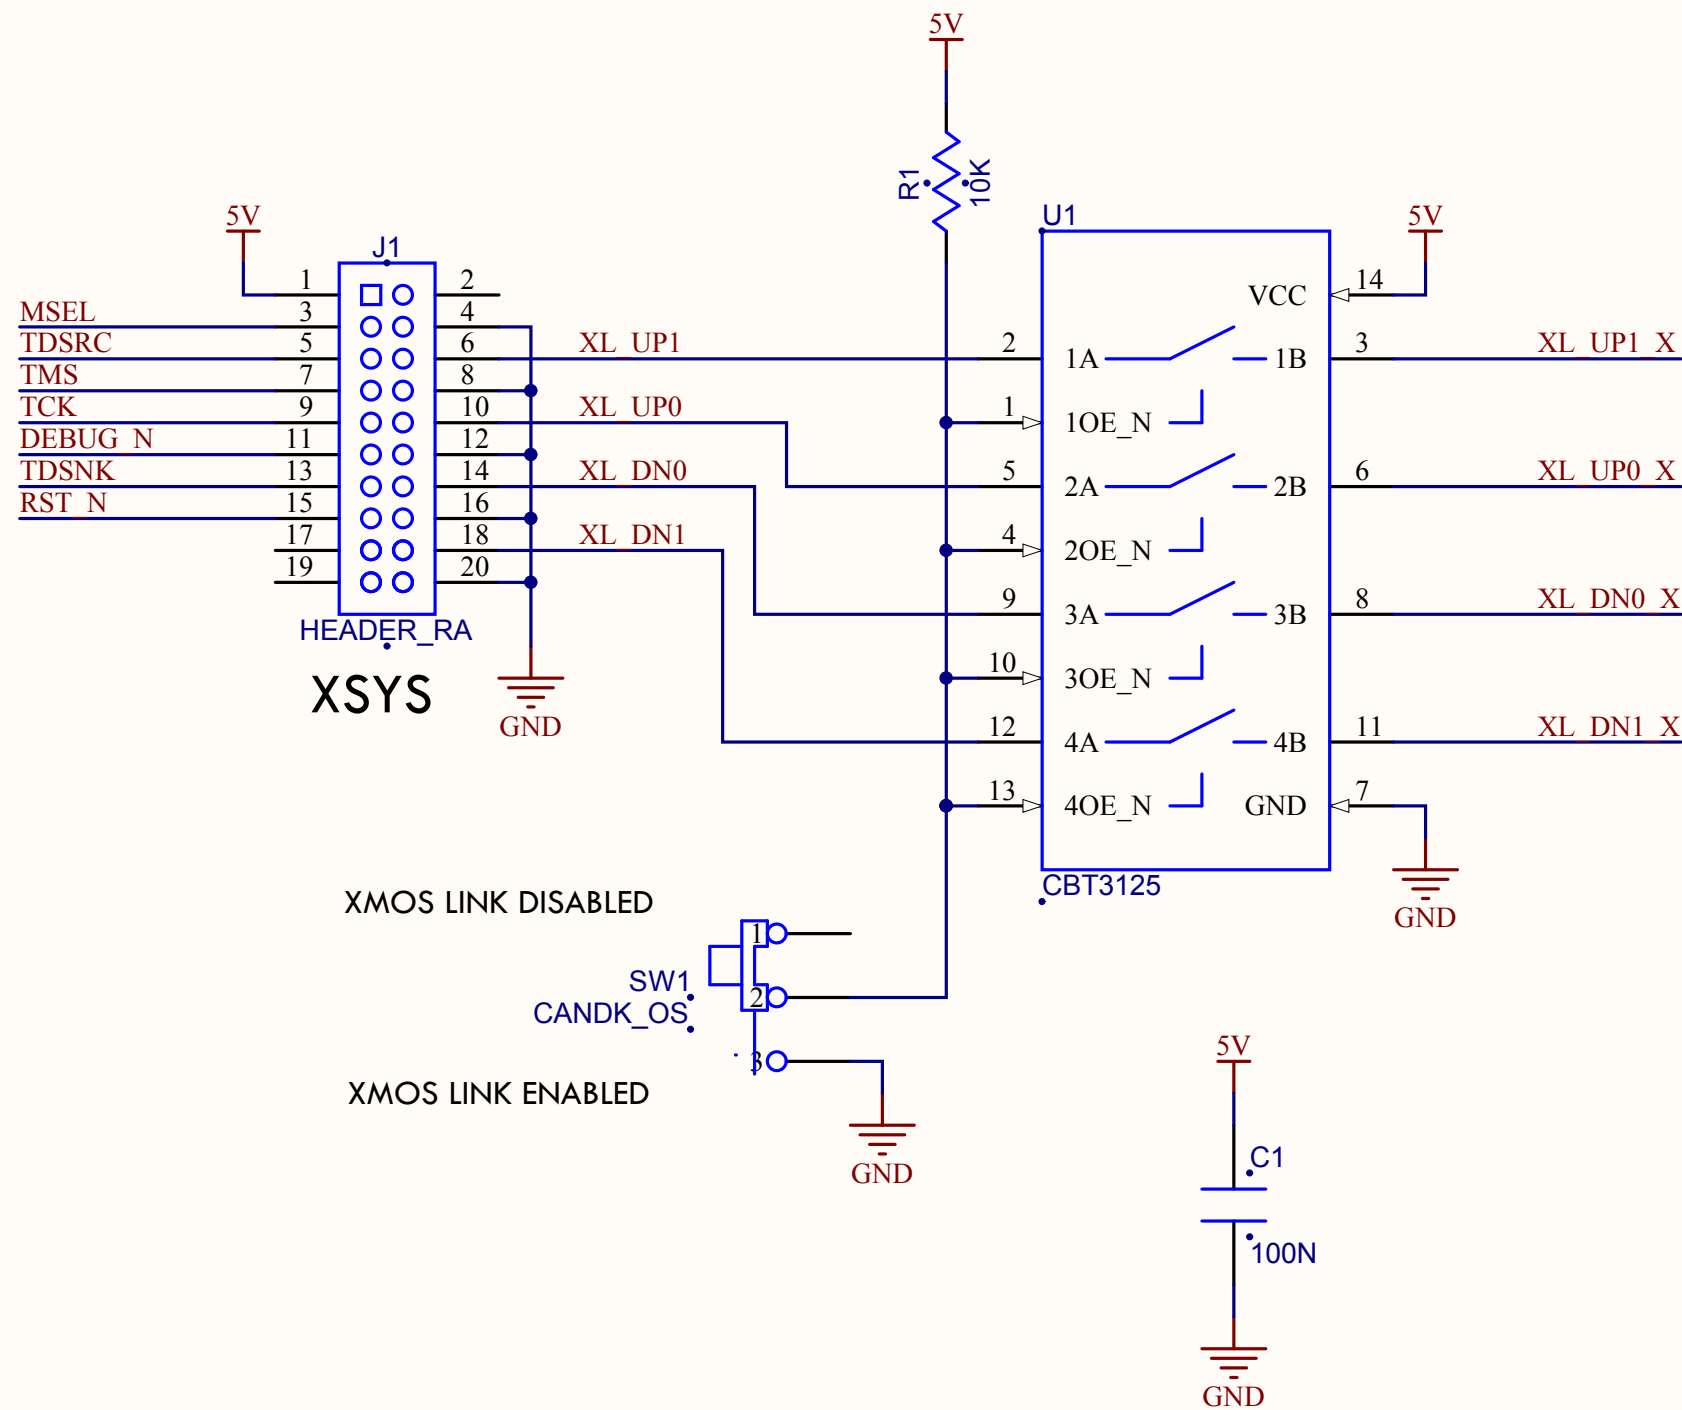 5V
R1
10K
5V
J1
1 2
MSEL 3 4
TDSRC 5 6 XL_UP1
TMS 7 8
TCK 9 10 XL_UP0
DEBUG_N 11 12
TDSNK 13 14 XL_DN0
RST_N 15 16
17 18 XL_DN1
19 20
HEADER_RA
XSYS
GND
U1
5V
VCC 14
2 1A 1B 3 XL_UP1_X
1 1OE_N
5 2A 2B 6 XL_UP0_X
4 2OE_N
9 3A 3B 8 XL_DN0_X
10 3OE_N
12 4A 4B 11 XL_DN1_X
13 4OE_N GND 7
CBT3125
GND
XMOS LINK DISABLED
1
SW1
2
CANDK_OS
3
XMOS LINK ENABLED
GND
5V
C1
100N
GND